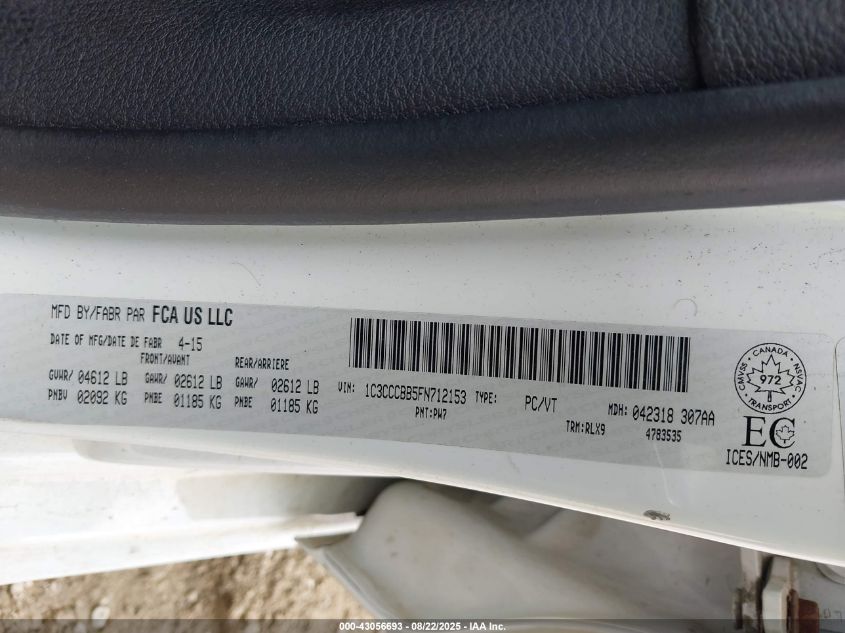 MFD BY/FABR PAR FCA US LLC
DATE OF MFG/DATE DE FABR 4-15
FRONT/AVANT REAR/ARRIERE
GVWR/ 04612 LB GAWR/ 02612 LB GAWR/ 02612 LB
PNBV 02092 KG PNBE 01185 KG PNBE 01185 KG
VIN: 1C3CCCBB5FN712153 TYPE: PC/VT MDH: 042318 307AA
PNT:PW7 TRM:RLX9 4783535
CANADA
CMVSS 972 NSVAC
TRANSPORT
EC
ICES/NMB-002
000-43056693 - 08/22/2025 - IAA Inc.